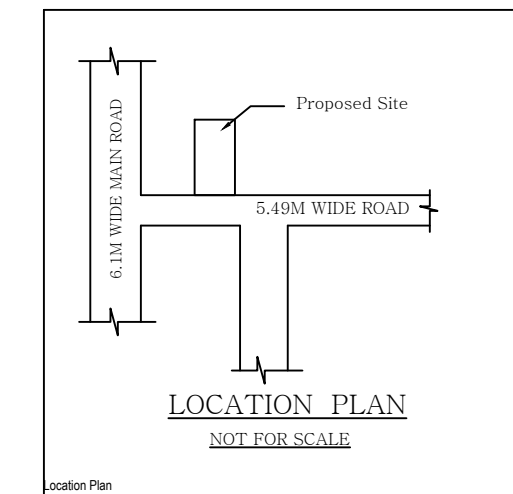 Proposed Site
6.1M WIDE MAIN ROAD
5.49M WIDE ROAD
LOCATION PLAN
NOT FOR SCALE
Location Plan